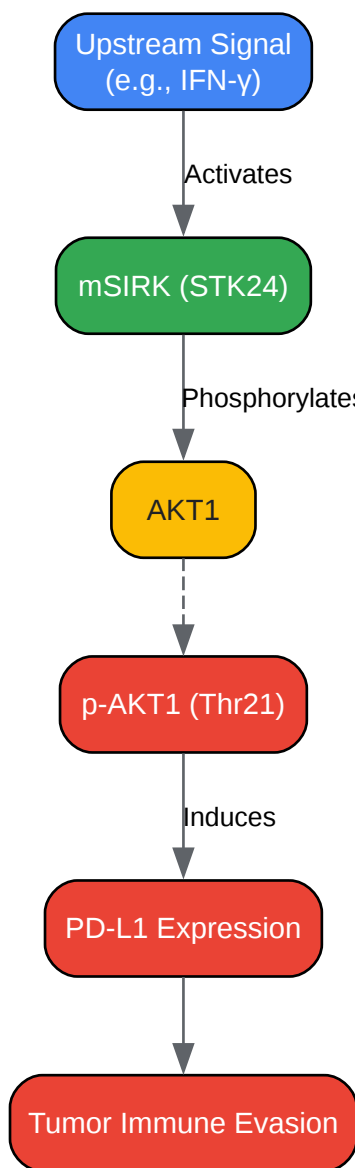 Upstream Signal
(e.g., IFN-γ)
Activates
mSIRK (STK24)
Phosphorylates
AKT1
p-AKT1 (Thr21)
Induces
PD-L1 Expression
Tumor Immune Evasion